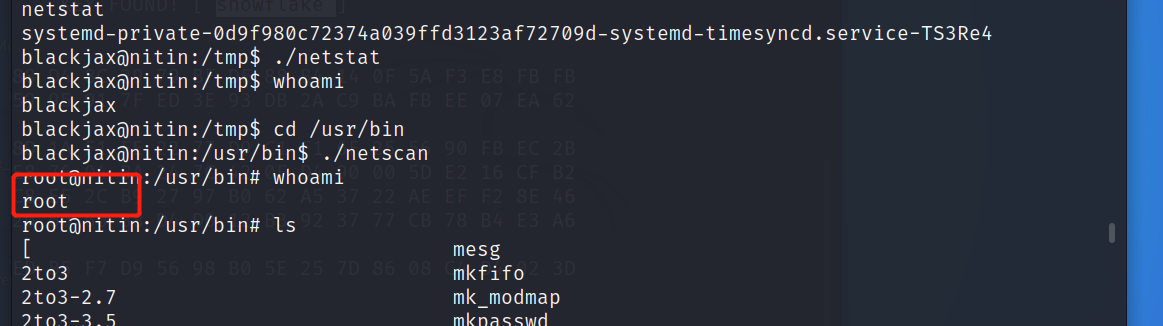 FOUND! [ snowflake ]
netstat
systemd-private-0d9f980c72374a039ffd3123af72709d-systemd-timesyncd.service-TS3Re4
blackjax@nitin:/tmp$ ./netstat
blackjax@nitin:/tmp$ whoami
blackjax
blackjax@nitin:/tmp$ cd /usr/bin
blackjax@nitin:/usr/bin$ ./netscan
root@nitin:/usr/bin# whoami
root
root@nitin:/usr/bin# ls
[ mesg
2to3 mkfifo
2to3-2.7 mk_modmap
2to3-3.5 mkpasswd